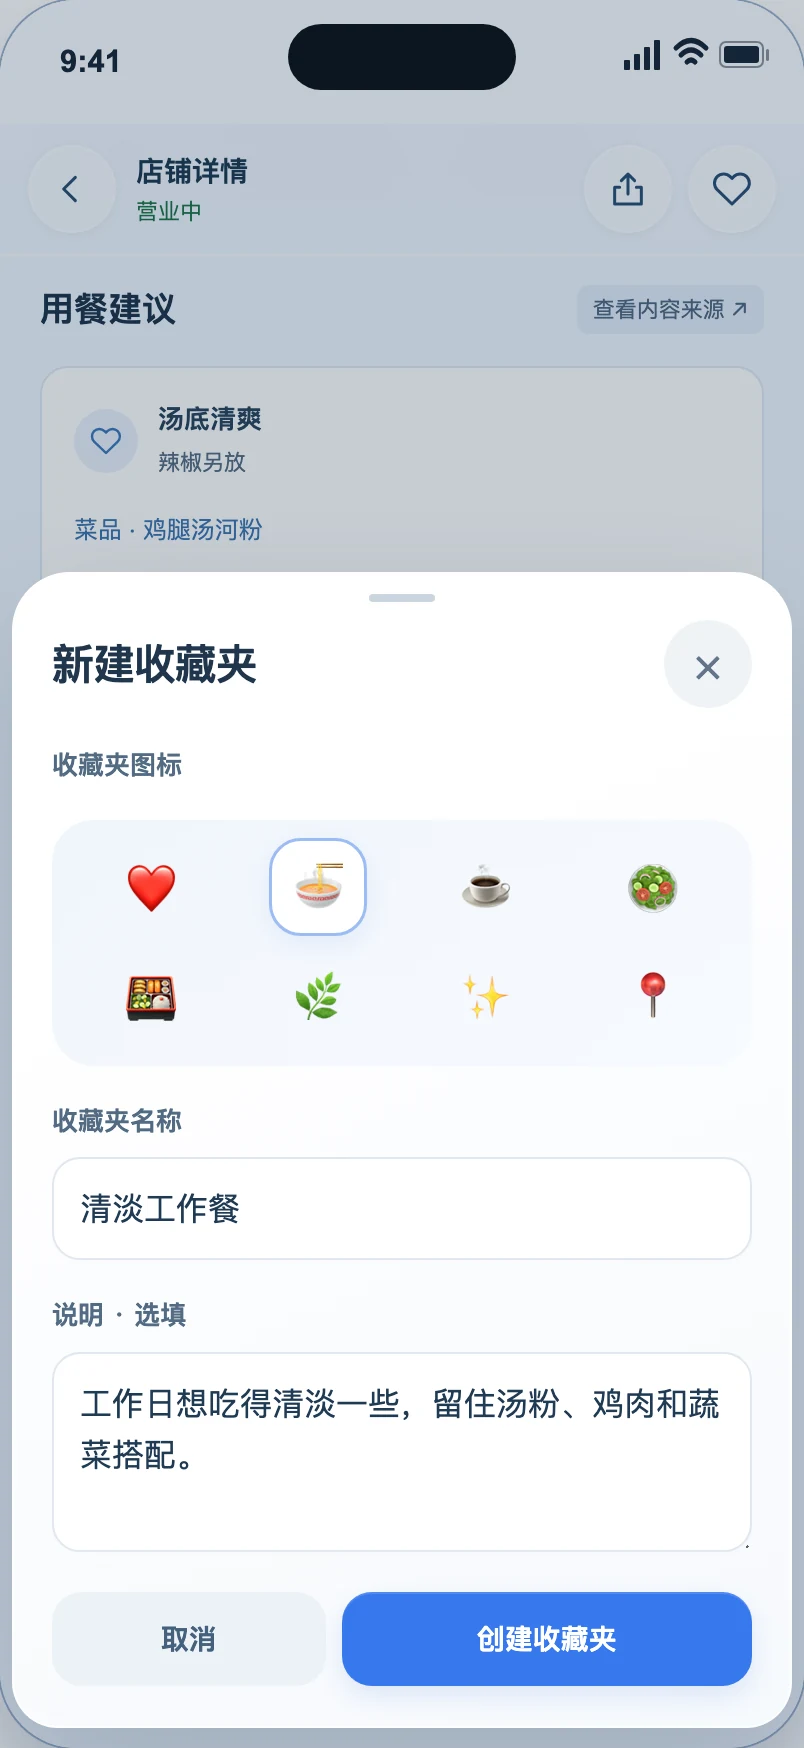 9:41
店铺详情
营业中
用餐建议
查看内容来源 ↗
汤底清爽
辣椒另放
菜品 · 鸡腿汤河粉
新建收藏夹
收藏夹图标
收藏夹名称
清淡工作餐
说明 · 选填
工作日想吃得清淡一些，留住汤粉、鸡肉和蔬
菜搭配。
取消
创建收藏夹